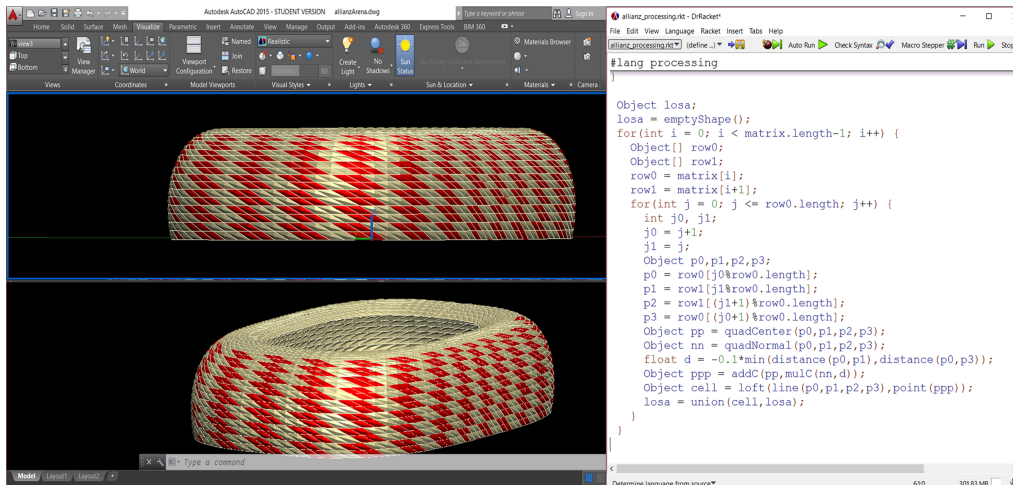 Autodesk AutoCAD 2015 - STUDENT VERSION allianzArena.dwg
Type a keyword or phrase
Sign In
Home Solid Surface Mesh Visualize Parametric Insert Annotate View Manage Output Add-ins Autodesk 360 Express Tools BIM 360
view3
Top
Bottom
View
Manager
World
Viewport
Configuration
Named
Join
Restore
Realistic
Opacity
60
Create
Light
No
Shadows
Sun
Status
Sky Background and Illumination
Materials Browser
Views Coordinates Model Viewports Visual Styles Lights Sun & Location Materials Camera
Type a command
Model Layout1 Layout2 +
allianz_processing.rkt - DrRacket*
File Edit View Language Racket Insert Tabs Help
allianz_processing.rkt (define ...) Auto Run Check Syntax Macro Stepper Run Stop
#lang processing
}
Object losa;
losa = emptyShape();
for(int i = 0; i < matrix.length-1; i++) {
Object[] row0;
Object[] row1;
row0 = matrix[i];
row1 = matrix[i+1];
for(int j = 0; j <= row0.length; j++) {
int j0, j1;
j0 = j+1;
j1 = j;
Object p0,p1,p2,p3;
p0 = row0[j0%row0.length];
p1 = row1[j1%row0.length];
p2 = row1[(j1+1)%row0.length];
p3 = row0[(j0+1)%row0.length];
Object pp = quadCenter(p0,p1,p2,p3);
Object nn = quadNormal(p0,p1,p2,p3);
float d = -0.1*min(distance(p0,p1),distance(p0,p3));
Object ppp = addC(pp,mulC(nn,d));
Object cell = loft(line(p0,p1,p2,p3),point(ppp));
losa = union(cell,losa);
}
}
Determine language from source 61:0 301.83 MB